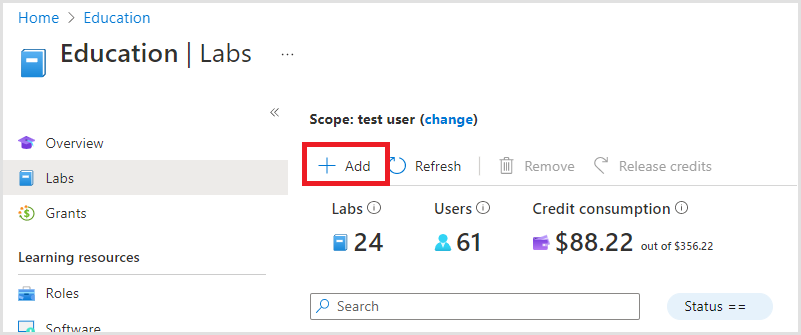 Home > Education
Education | Labs ...
«
Scope: test user (change)
Overview
+ Add Refresh Remove Release credits
Labs
Labs Users Credit consumption
Grants
24 61 $88.22 out of $356.22
Learning resources
Roles
Search Status ==
Software